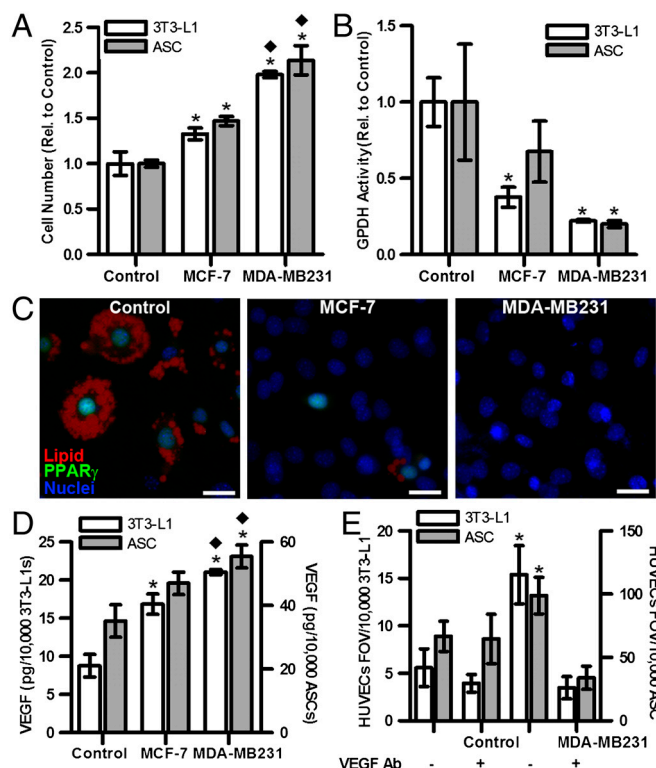 A
3T3-L1
ASC
Cell Number (Rel. to Control)
2.5
2.0
1.5
1.0
0.5
0.0
* * * *
Control MCF-7 MDA-MB231
B
3T3-L1
ASC
GPDH Activity (Rel. to Control)
1.5
1.0
0.5
0.0
* * *
Control MCF-7 MDA-MB231
C
Control
MCF-7
MDA-MB231
Lipid
PPARγ
Nuclei
D
3T3-L1
ASC
VEGF (pg/10,000 3T3-L1s)
25
20
15
10
5
0
* * *
60
40
20
0
VEGF (pg/10,000 ASCs)
Control MCF-7 MDA-MB231
E
3T3-L1
ASC
HUVECs FOV/10,000 3T3-L1
20
15
10
5
0
* *
150
100
50
0
HUVECs FOV/10,000 ASC
Control MDA-MB231
VEGF Ab - + - +